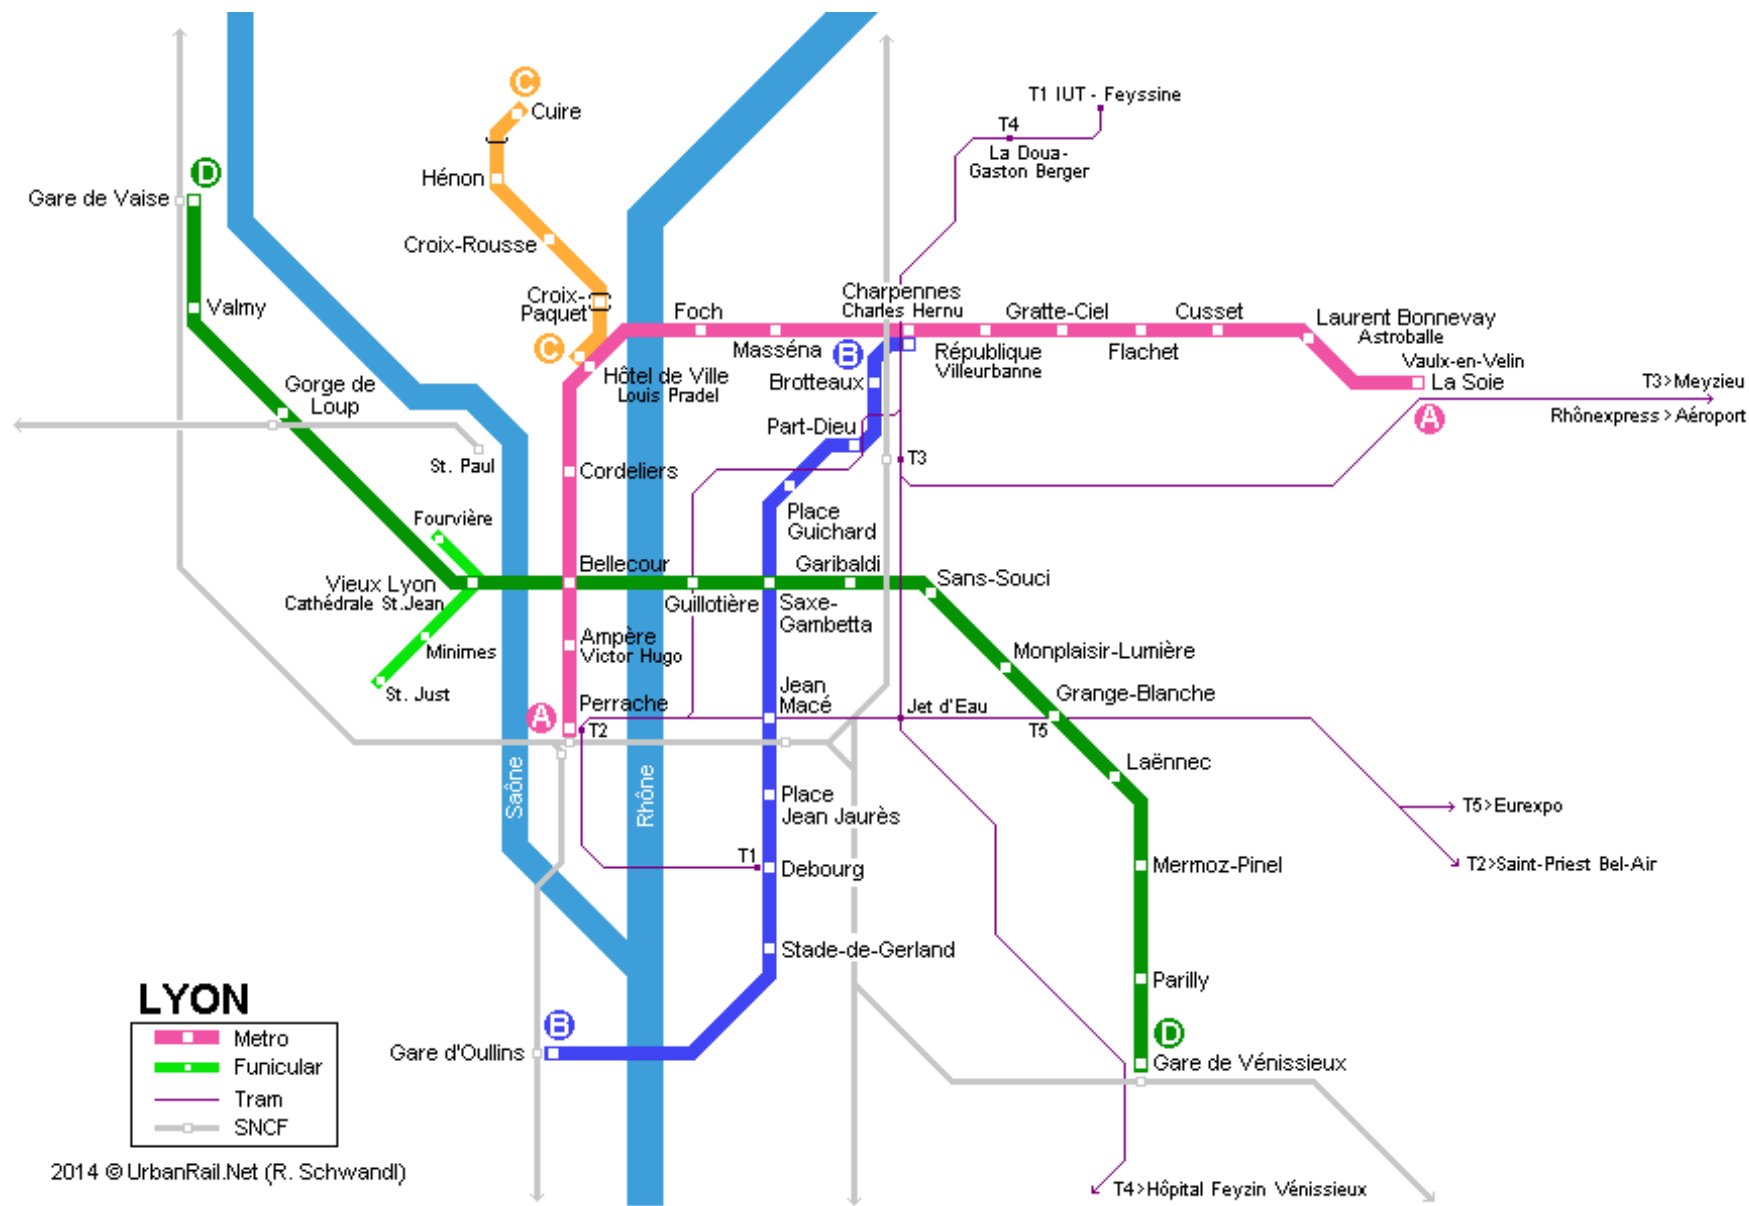 T1 IUT - Feyssine
C
Cuire
T4
La Doua-
Gaston Berger
D
Hénon
Gare de Vaise
Croix-Rousse
Croix-
Paquet
Valmy
Foch
Charpennes
Charles Hernu
Gratte-Ciel
Cusset
Laurent Bonnevay
Astroballe
C
Masséna
B
République
Villeurbanne
Flachet
Vaulx-en-Velin
La Soie
Hôtel de Ville
Louis Pradel
Brotteaux
T3>Meyzieu
Rhônexpress > Aéroport
A
Gorge de
Loup
Part-Dieu
St. Paul
Cordeliers
T3
Place
Guichard
Fourvière
Bellecour
Garibaldi
Sans-Souci
Vieux Lyon
Cathédrale St.Jean
Guillotière
Saxe-
Gambetta
Ampère
Victor Hugo
Minimes
Monplaisir-Lumière
St. Just
Jean
Macé
Grange-Blanche
Perrache
A
T2
Jet d'Eau
T5
Laënnec
Saône
Rhône
Place
Jean Jaurès
T5>Eurexpo
T1
Debourg
Mermoz-Pinel
T2>Saint-Priest Bel-Air
Stade-de-Gerland
Parilly
LYON
Metro
Funicular
Tram
SNCF
B
Gare d'Oullins
D
Gare de Vénissieux
2014 © UrbanRail.Net (R. Schwandl)
T4>Hôpital Feyzin Vénissieux